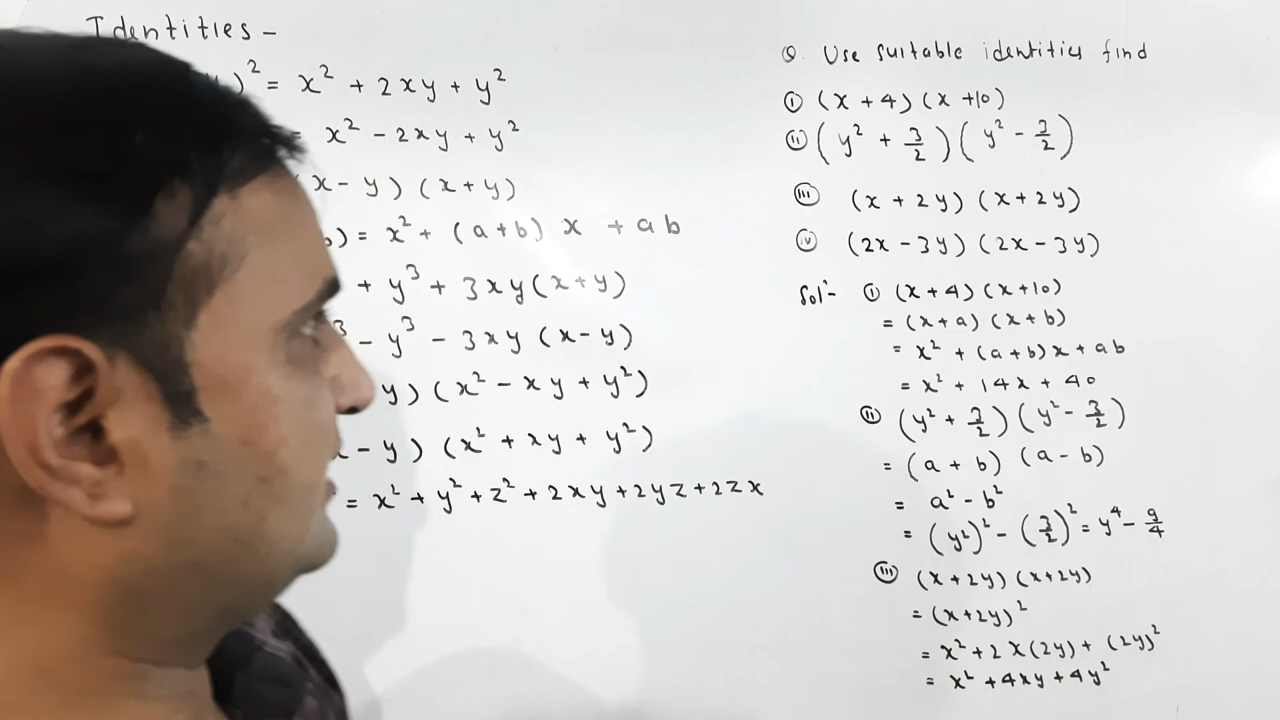 Identities -
)² = x² + 2xy + y²
= x² - 2xy + y²
(x - y) (x + y)
b) = x² + (a+b) x + ab
+ y³ + 3xy(x+y)
³ - y³ - 3xy (x-y)
y) (x² - xy + y²)
x - y) (x² + xy + y²)
= x² + y² + z² + 2xy + 2yz + 2zx
Q. Use suitable identities find
(i) (x + 4) (x + 10)
(ii) (y² + 3/2) (y² - 3/2)
(iii) (x + 2y) (x + 2y)
(iv) (2x - 3y) (2x - 3y)
Sol:- (i) (x+4) (x+10)
= (x+a) (x+b)
= x² + (a+b)x + ab
= x² + 14x + 40
(ii) (y² + 3/2) (y² - 3/2)
= (a + b) (a - b)
= a² - b²
= (y²)² - (3/2)² = y⁴ - 9/4
(iii) (x+2y) (x+2y)
= (x+2y)²
= x² + 2x(2y) + (2y)²
= x² + 4xy + 4y²